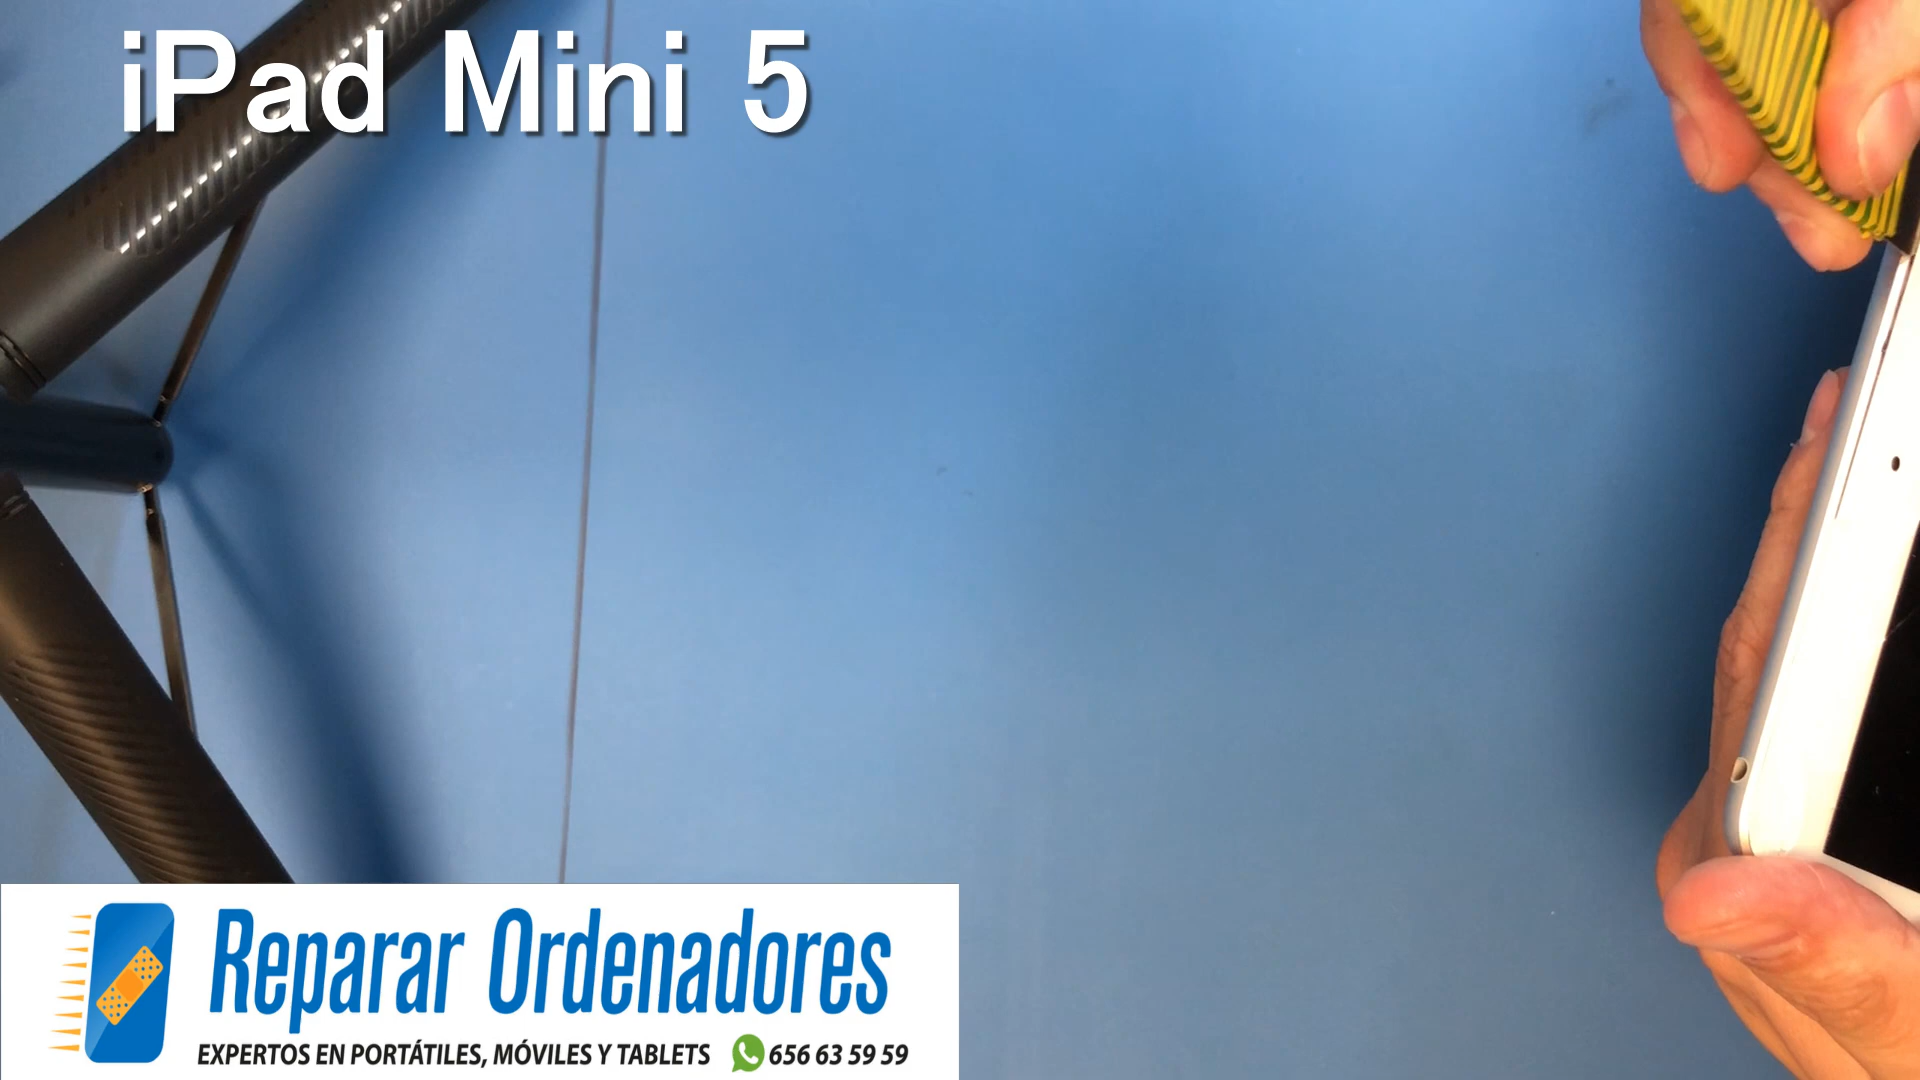 iPad Mini 5
Reparar Ordenadores
EXPERTOS EN PORTÁTILES, MÓVILES Y TABLETS 656 63 59 59